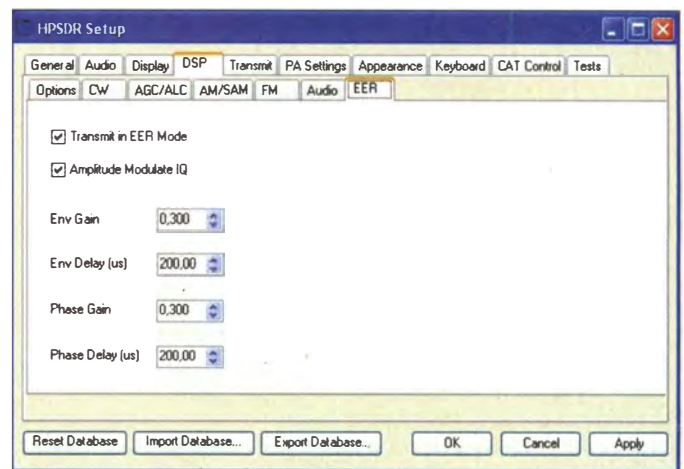 HPSDR Setup
General Audio Display DSP Transmit PA Settings Appearance Keyboard CAT Control Tests
Options CW AGC/ALC AM/SAM FM Audio EER
Transmit in EER Mode
Amplitude Modulate IQ
Env Gain 0,300
Env Delay (us) 200,00
Phase Gain 0,300
Phase Delay (us) 200,00
Reset Database Import Database... Export Database... OK Cancel Apply